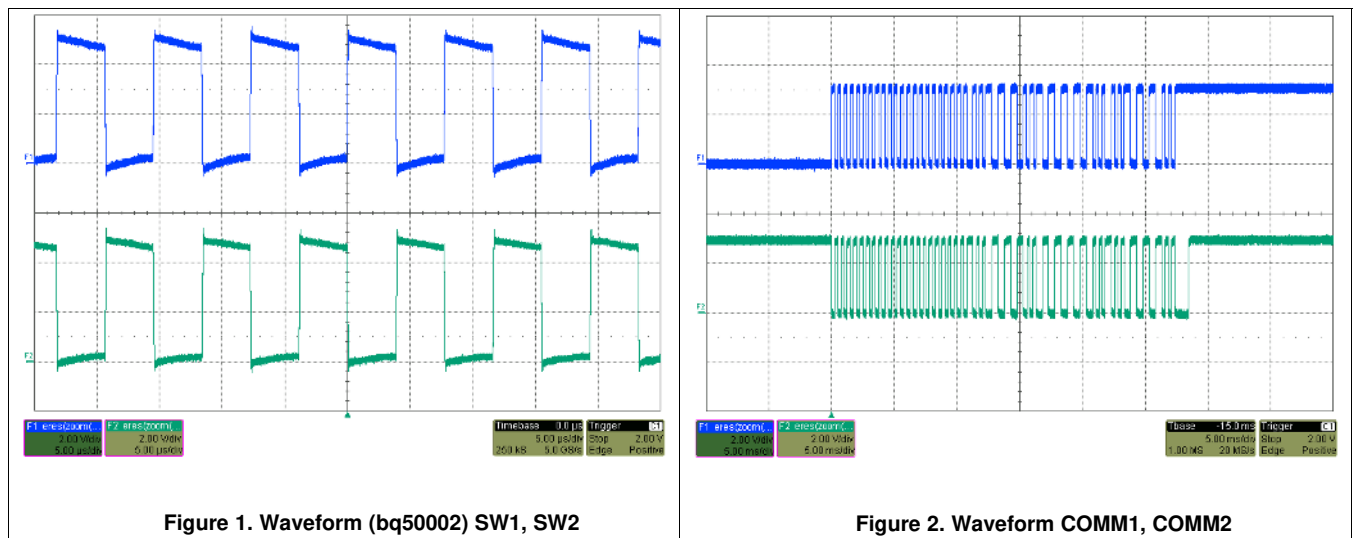 F1
F2
F1 eres(zoom(...
2.00 V/div
5.00 µs/div
F2 eres(zoom(...
2.00 V/div
5.00 µs/div
Timebase 0.0 µs
5.00 µs/div
250 kS 5.0 GS/s
Trigger C1
Stop 2.00 V
Edge Positive
Figure 1. Waveform (bq50002) SW1, SW2
F1
F2
F1 eres(zoom(...
2.00 V/div
5.00 ms/div
F2 eres(zoom(...
2.00 V/div
5.00 ms/div
Tbase -15.0 ms
5.00 ms/div
1.00 MS 20 MS/s
Trigger C1
Stop 2.00 V
Edge Positive
Figure 2. Waveform COMM1, COMM2